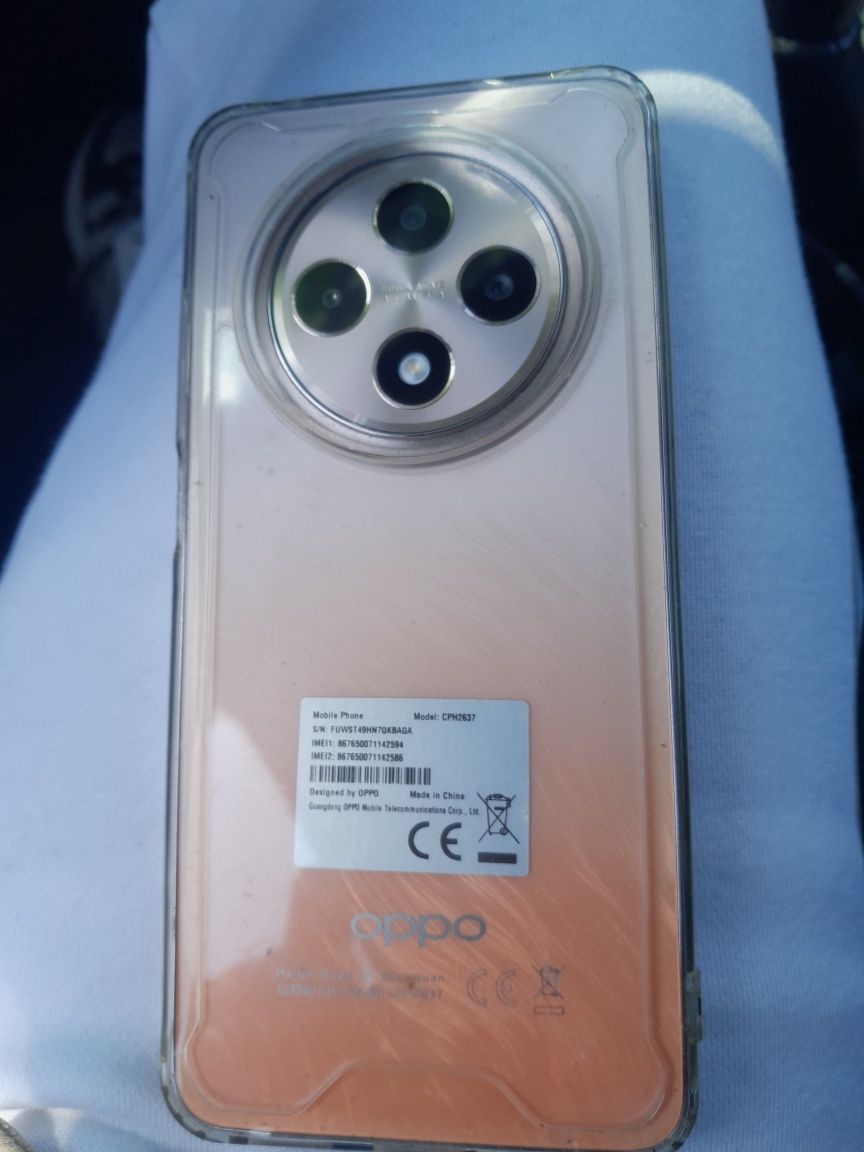 Mobile Phone Model: CPH2637
S/N: FUWST49HN7QKBAGA
IMEI1: 867650071142594
IMEI2: 867650071142586
Designed by OPPO Made in China
Guangdong OPPO Mobile Telecommunications Corp., Ltd.
CE
oppo
CE